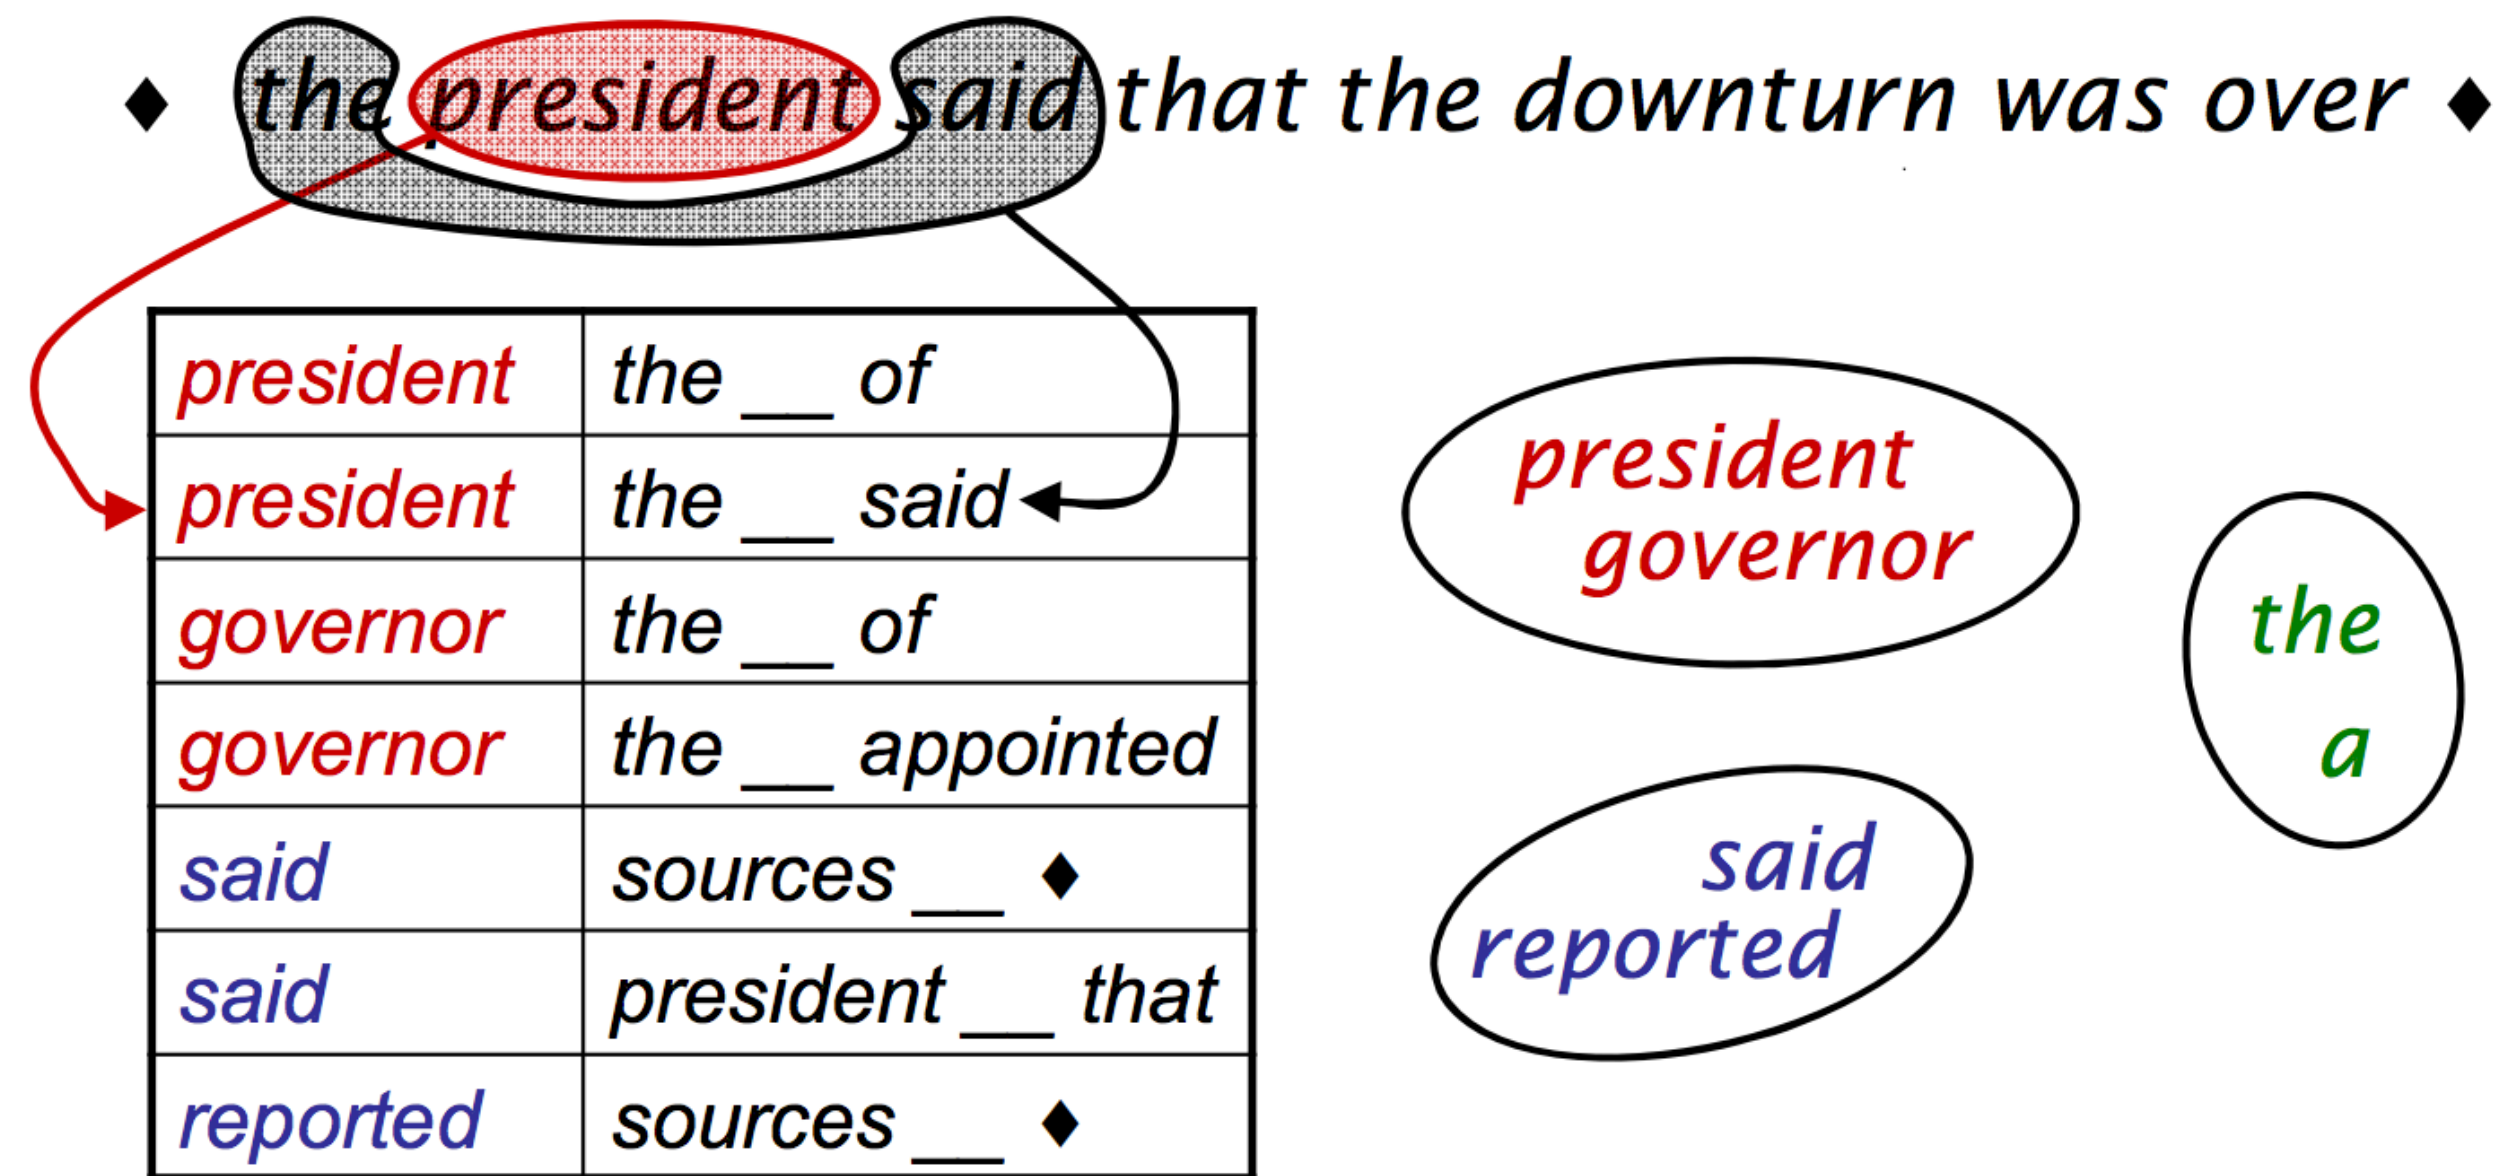 ♦ the president said that the downturn was over ♦
president the __ of
president the __ said
governor the __ of
governor the __ appointed
said sources __ ♦
said president __ that
reported sources __ ♦
president
governor
the
a
said
reported